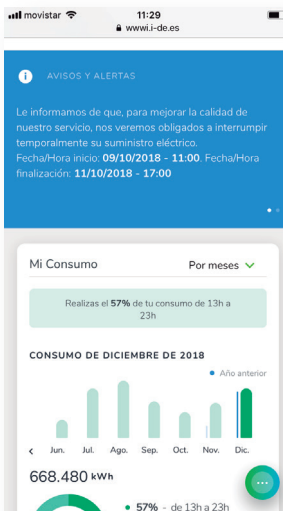 movistar 11:29
wwwi.i-de.es
AVISOS Y ALERTAS
Le informamos de que, para mejorar la calidad de
nuestro servicio, nos veremos obligados a interrumpir
temporalmente su suministro eléctrico.
Fecha/Hora inicio: 09/10/2018 - 11:00. Fecha/Hora
finalización: 11/10/2018 - 17:00
Mi Consumo Por meses
Realizas el 57% de tu consumo de 13h a
23h
CONSUMO DE DICIEMBRE DE 2018
Año anterior
Jun. Jul. Ago. Sep. Oct. Nov. Dic.
668.480 kWh
57% - de 13h a 23h